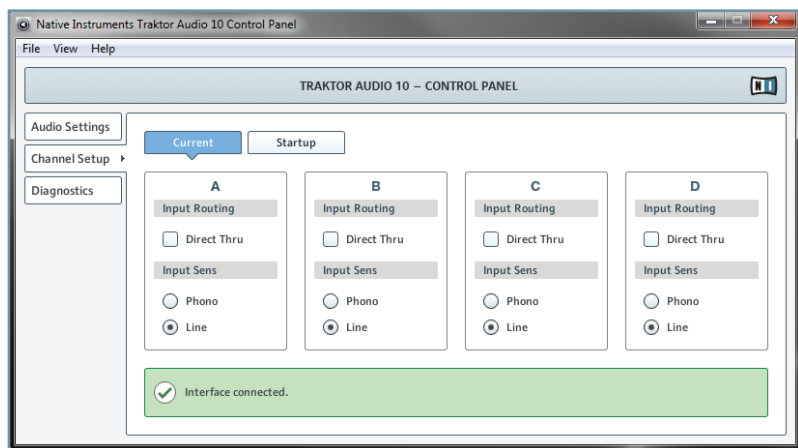 Native Instruments Traktor Audio 10 Control Panel
File View Help
TRAKTOR AUDIO 10 – CONTROL PANEL
NI
Audio Settings
Channel Setup
Diagnostics
Current Startup
A B C D
Input Routing Input Routing Input Routing Input Routing
Direct Thru Direct Thru Direct Thru Direct Thru
Input Sens Input Sens Input Sens Input Sens
Phono Phono Phono Phono
Line Line Line Line
Interface connected.